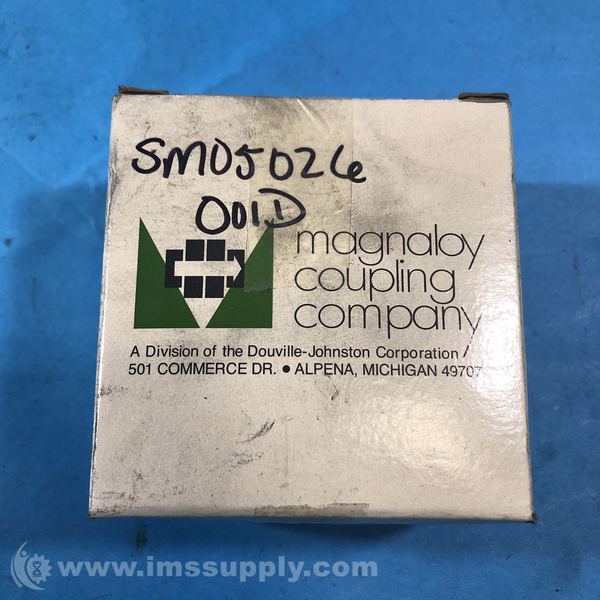 SM05026
001D
magnaloy
coupling
company
A Division of the Douville-Johnston Corporation
501 COMMERCE DR. ● ALPENA, MICHIGAN 49707
www.imssupply.com